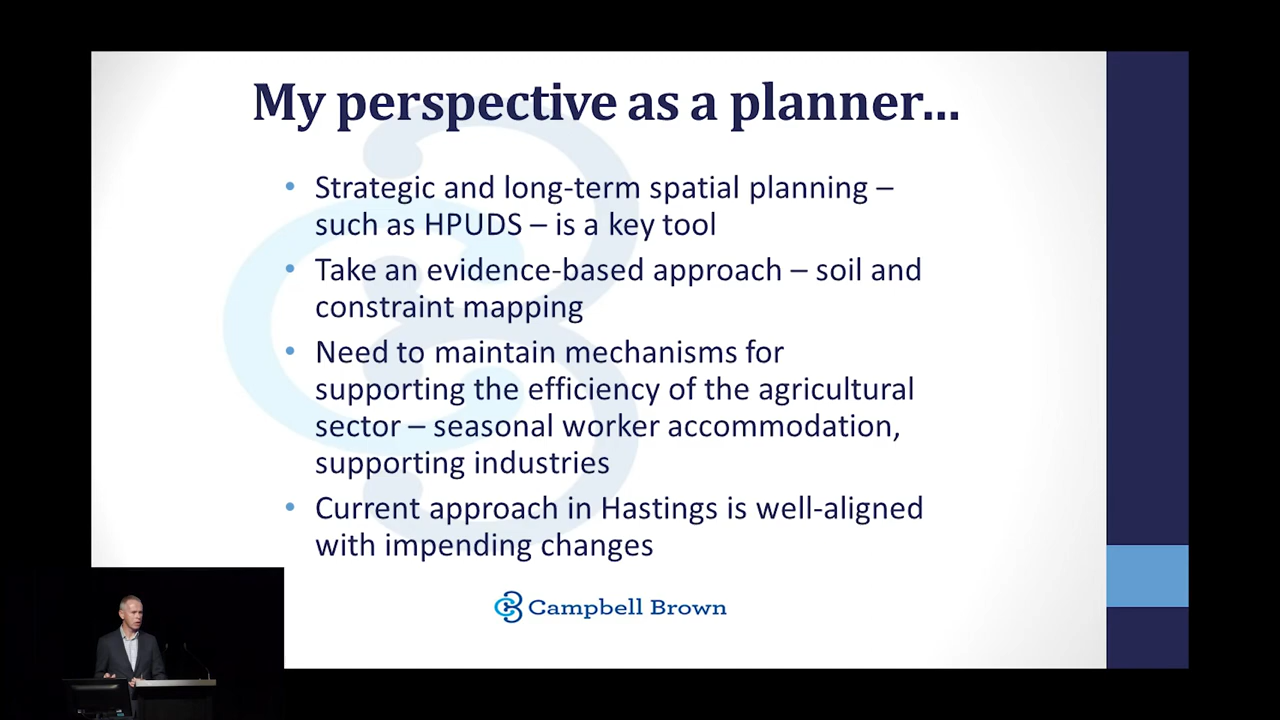 My perspective as a planner...
• Strategic and long-term spatial planning –
such as HPUDS – is a key tool
• Take an evidence-based approach – soil and
constraint mapping
• Need to maintain mechanisms for
supporting the efficiency of the agricultural
sector – seasonal worker accommodation,
supporting industries
• Current approach in Hastings is well-aligned
with impending changes
Campbell Brown